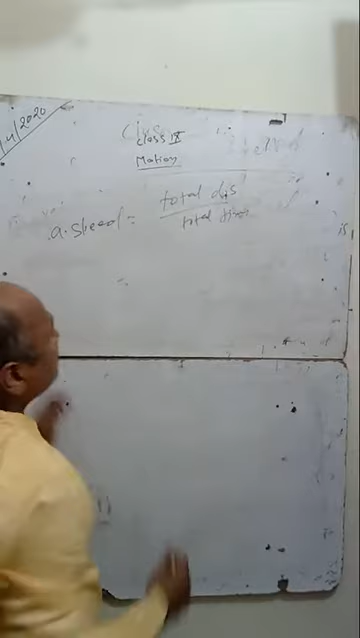 /4/2020
Class IX
Motion
a. speed = total dis
total time